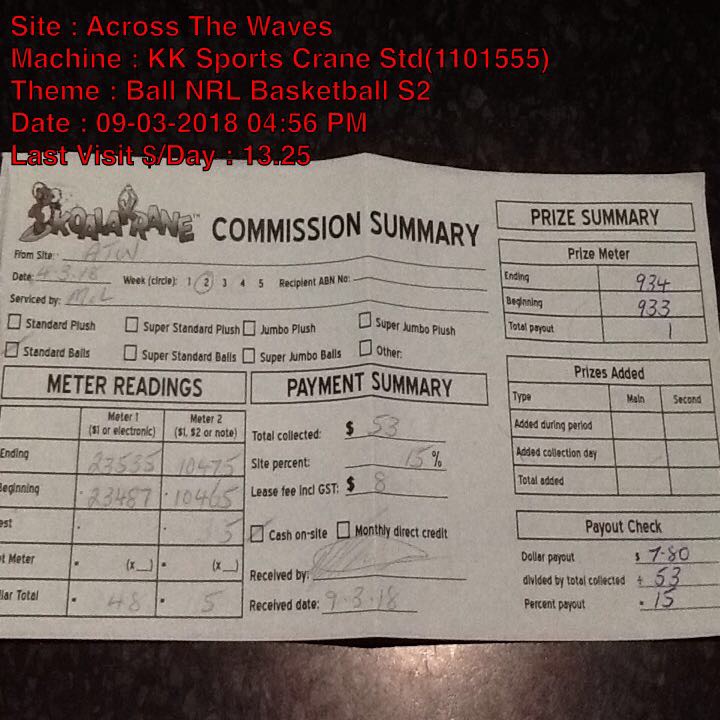 Site : Across The Waves
Machine : KK Sports Crane Std(1101555)
Theme : Ball NRL Basketball S2
Date : 09-03-2018 04:56 PM
Last Visit $/Day : 13.25
KOALA KRANE™ COMMISSION SUMMARY
From Site: ATW
Date: 4-3-18 Week (circle): 1 2 3 4 5 Recipient ABN No:
Serviced by:
Standard Plush Super Standard Plush Jumbo Plush Super Jumbo Plush
Standard Balls Super Standard Balls Super Jumbo Balls Other:
METER READINGS
Meter 1 ($1 or electronic) Meter 2 ($1, $2 or note)
Ending 23535 10475
Beginning 23487 10465
est 5
t Meter (x__) (x__)
lar Total 48 5
PAYMENT SUMMARY
Total collected: $ 53
Site percent: 15%
Lease fee incl GST: $ 8
Cash on-site Monthly direct credit
Received by:
Received date: 9-3-18
PRIZE SUMMARY
Prize Meter
Ending 934
Beginning 933
Total payout 1
Prizes Added
Type Main Second
Added during period
Added collection day
Total added
Payout Check
Dollar payout $ 7-80
divided by total collected ÷ 53
Percent payout = 15